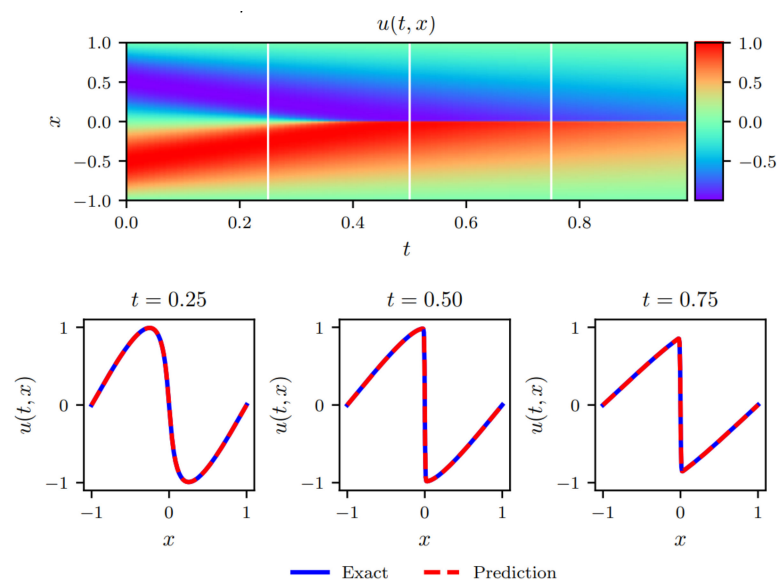 u(t, x)
1.0
0.5
0.0
−0.5
−1.0
x
0.0 0.2 0.4 0.6 0.8
t
1.0
0.5
0.0
−0.5
t = 0.25
t = 0.50
t = 0.75
u(t, x)
1
0
−1
−1 0 1
x
u(t, x)
1
0
−1
−1 0 1
x
u(t, x)
1
0
−1
−1 0 1
x
Exact Prediction